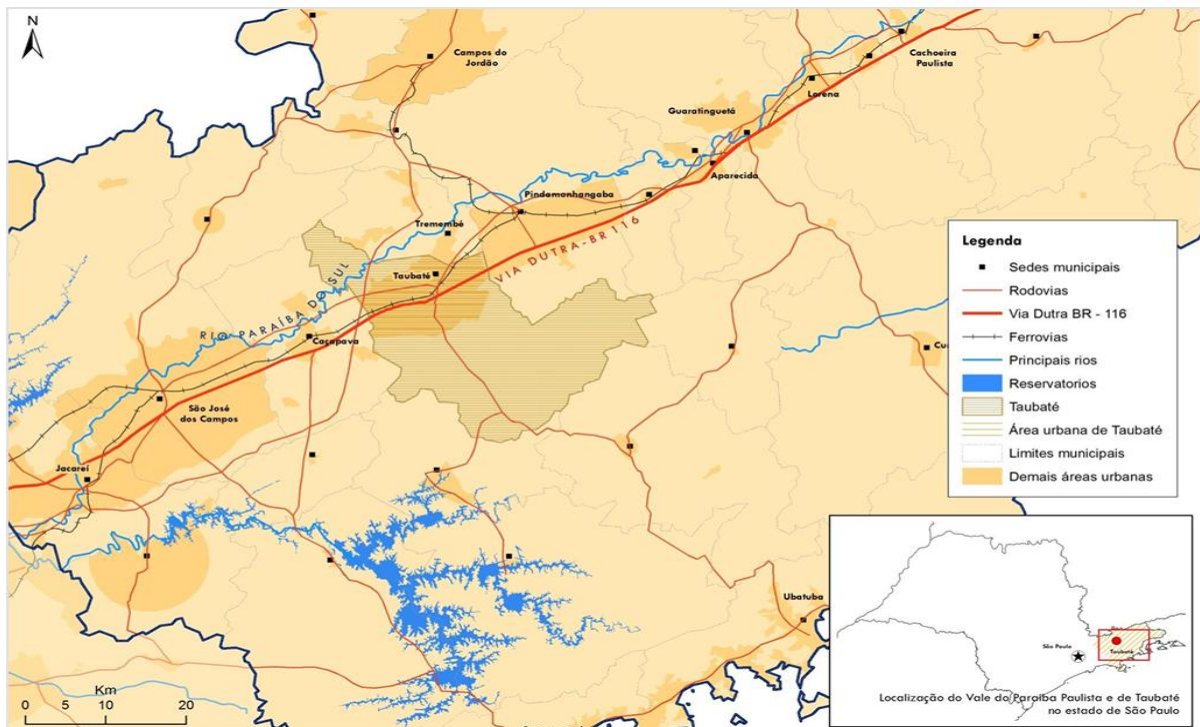 N
Campos do
Jordão
Cachoeira
Paulista
Lorena
Guaratinguetá
Aparecida
Pindamonhangaba
Tremembé
VIA DUTRA-BR 116
Taubaté
RIO PARAÍBA DO SUL
Caçapava
São José
dos Campos
Jacareí
Ubatuba
Legenda
Sedes municipais
Rodovias
Via Dutra BR - 116
Ferrovias
Principais rios
Reservatorios
Taubaté
Área urbana de Taubaté
Limites municipais
Demais áreas urbanas
São Paulo
Taubaté
Localização do Vale do Paraíba Paulista e de Taubaté
no estado de São Paulo
Km
0 5 10 20